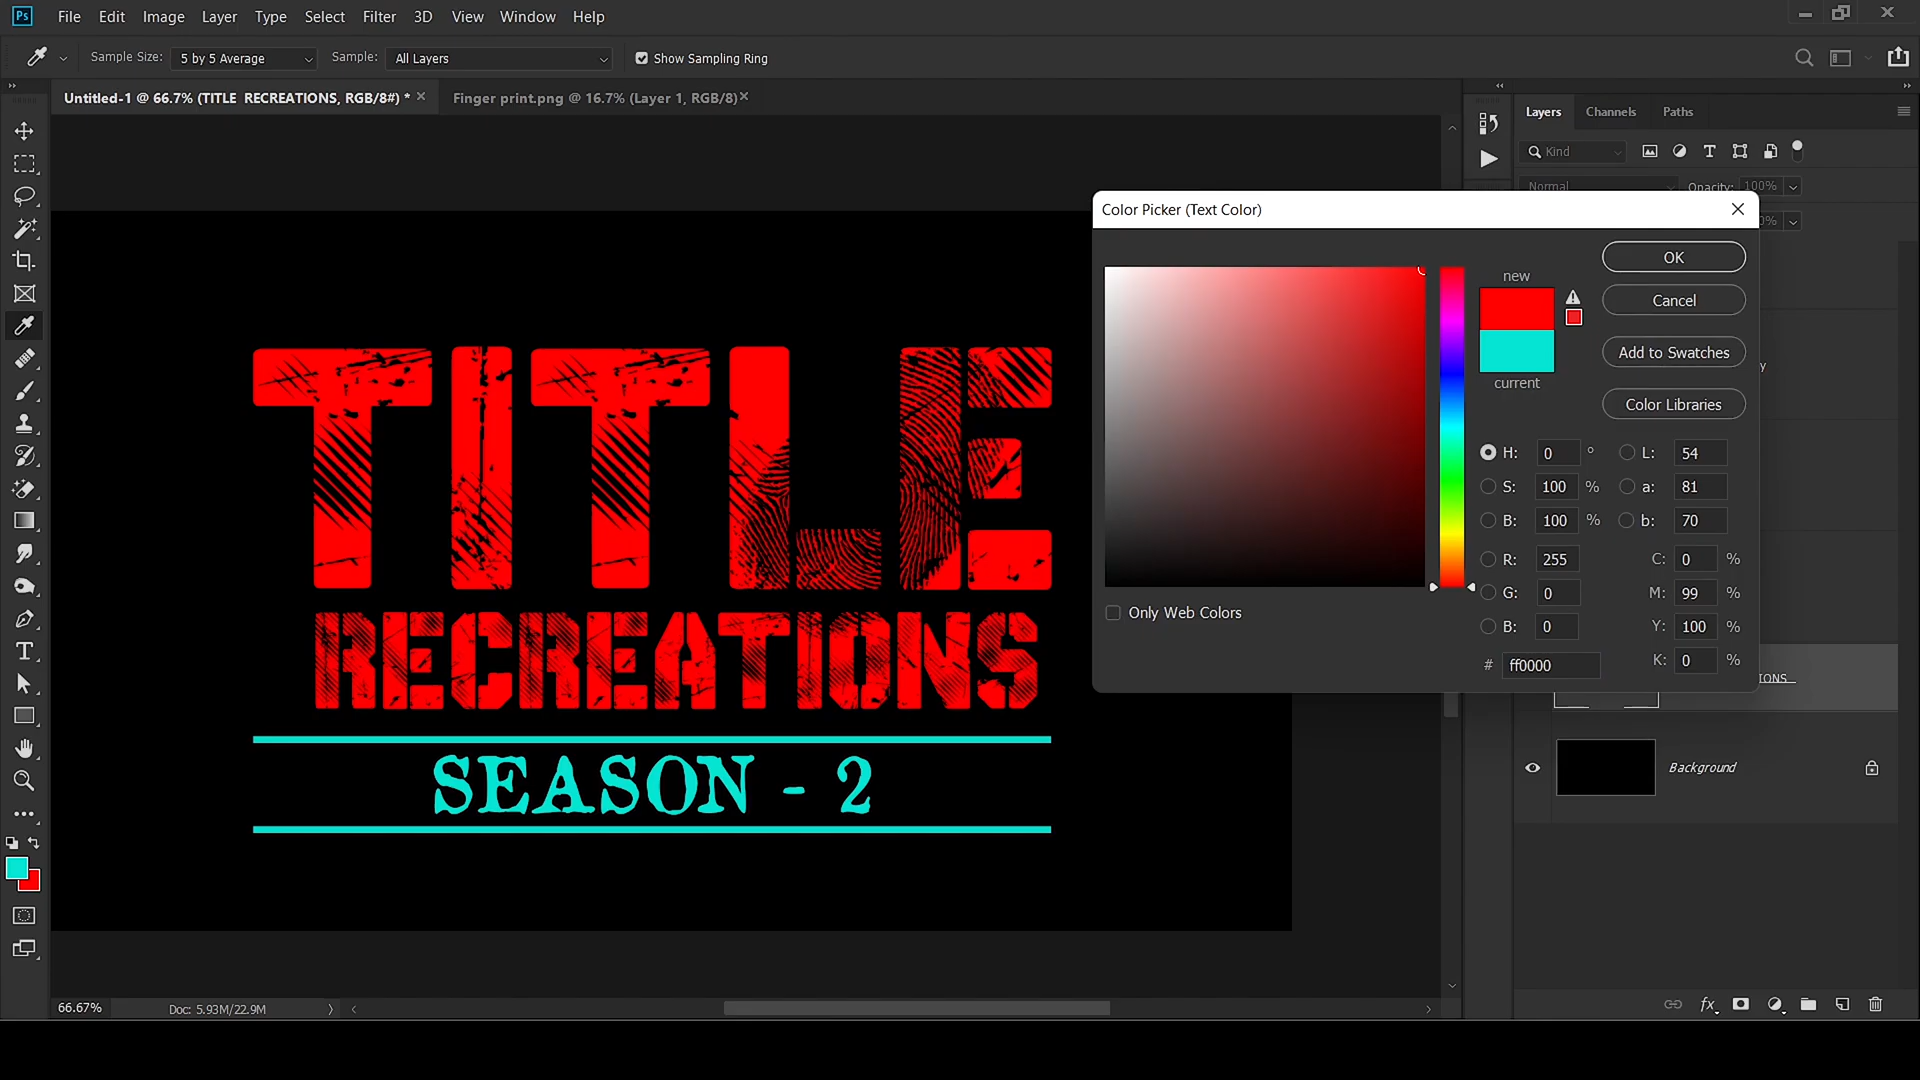 Ps File Edit Image Layer Type Select Filter 3D View Window Help
Sample Size: 5 by 5 Average Sample: All Layers Show Sampling Ring
Untitled-1 @ 66.7% (TITLE RECREATIONS, RGB/8#) * × Finger print.png @ 16.7% (Layer 1, RGB/8) ×
Layers Channels Paths
Kind
Normal Opacity: 100%
Color Picker (Text Color)
new
current
OK
Cancel
Add to Swatches
Color Libraries
H: 0 ° L: 54
S: 100 % a: 81
B: 100 % b: 70
R: 255 C: 0 %
G: 0 M: 99 %
B: 0 Y: 100 %
# ff0000 K: 0 %
Only Web Colors
TITLE
RECREATIONS
SEASON - 2
Background
66.67% Doc: 5.93M/22.9M
fx